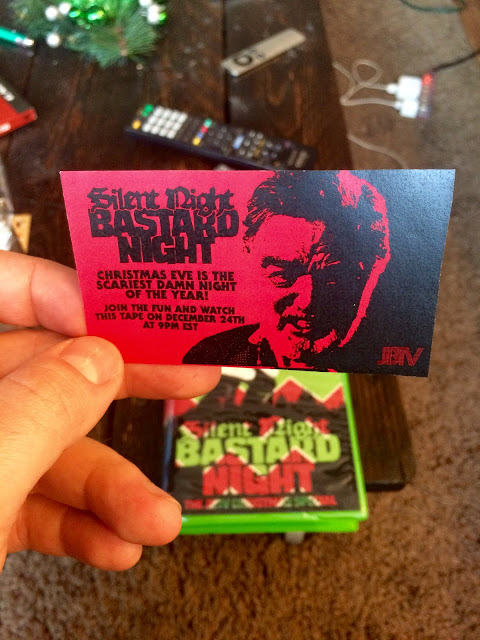 Silent Night
BASTARD
NIGHT
CHRISTMAS EVE IS THE
SCARIEST DAMN NIGHT
OF THE YEAR!
JOIN THE FUN AND WATCH
THIS TAPE ON DECEMBER 24TH
AT 9PM EST
Silent Night
BASTARD
NIGHT
THE